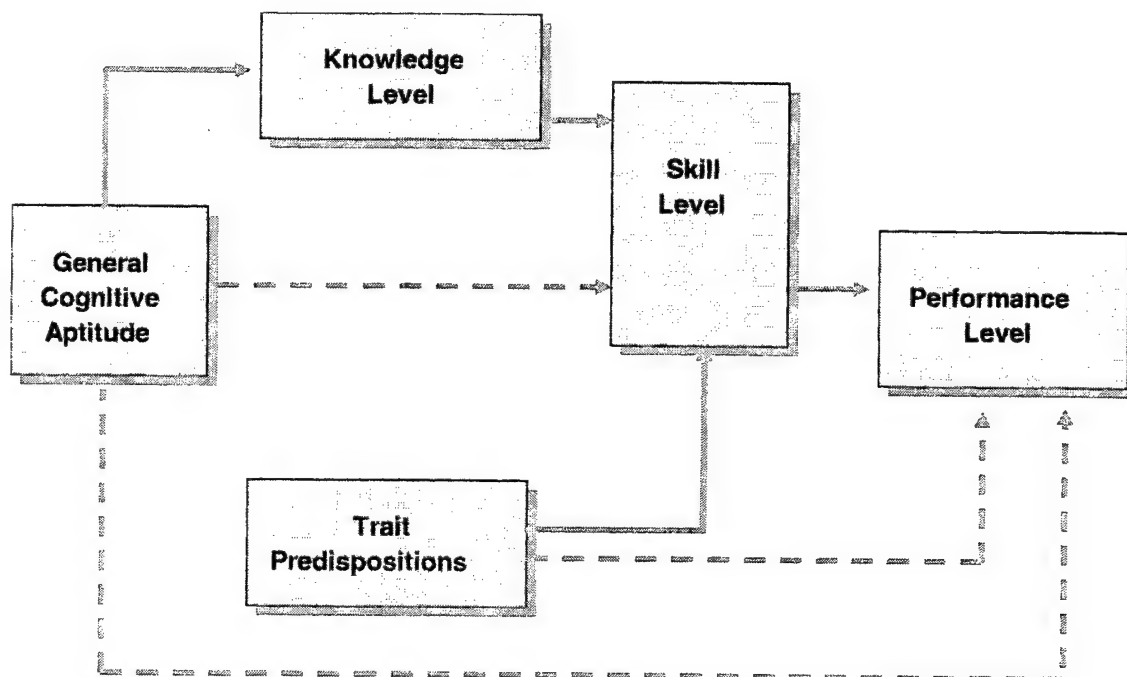 Knowledge
Level
Skill
Level
General
Cognitive
Aptitude
Performance
Level
Trait
Predispositions